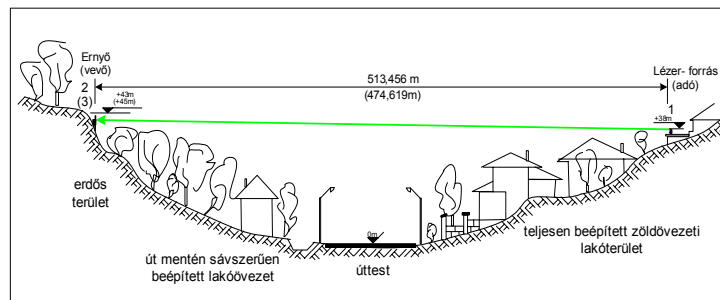 Ernyő
(vevő)
2
(3)
+43m
(+45m)
513,456 m
(474,619m)
Lézer- forrás
(adó)
1
+38m
erdős
terület
út mentén sávszerűen
beépített lakóövezet
0m
úttest
teljesen beépített zöldövezeti
lakóterület